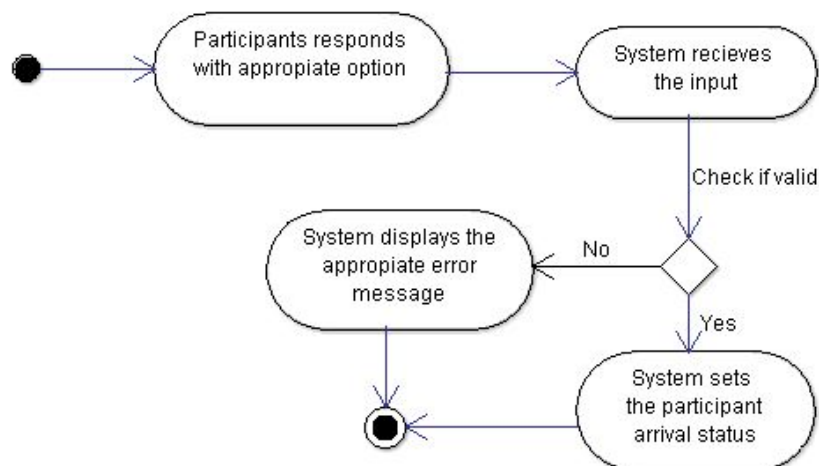 Participants responds
with appropiate option
System recieves
the input
Check if valid
No
System displays the
appropiate error
message
Yes
System sets
the participant
arrival status